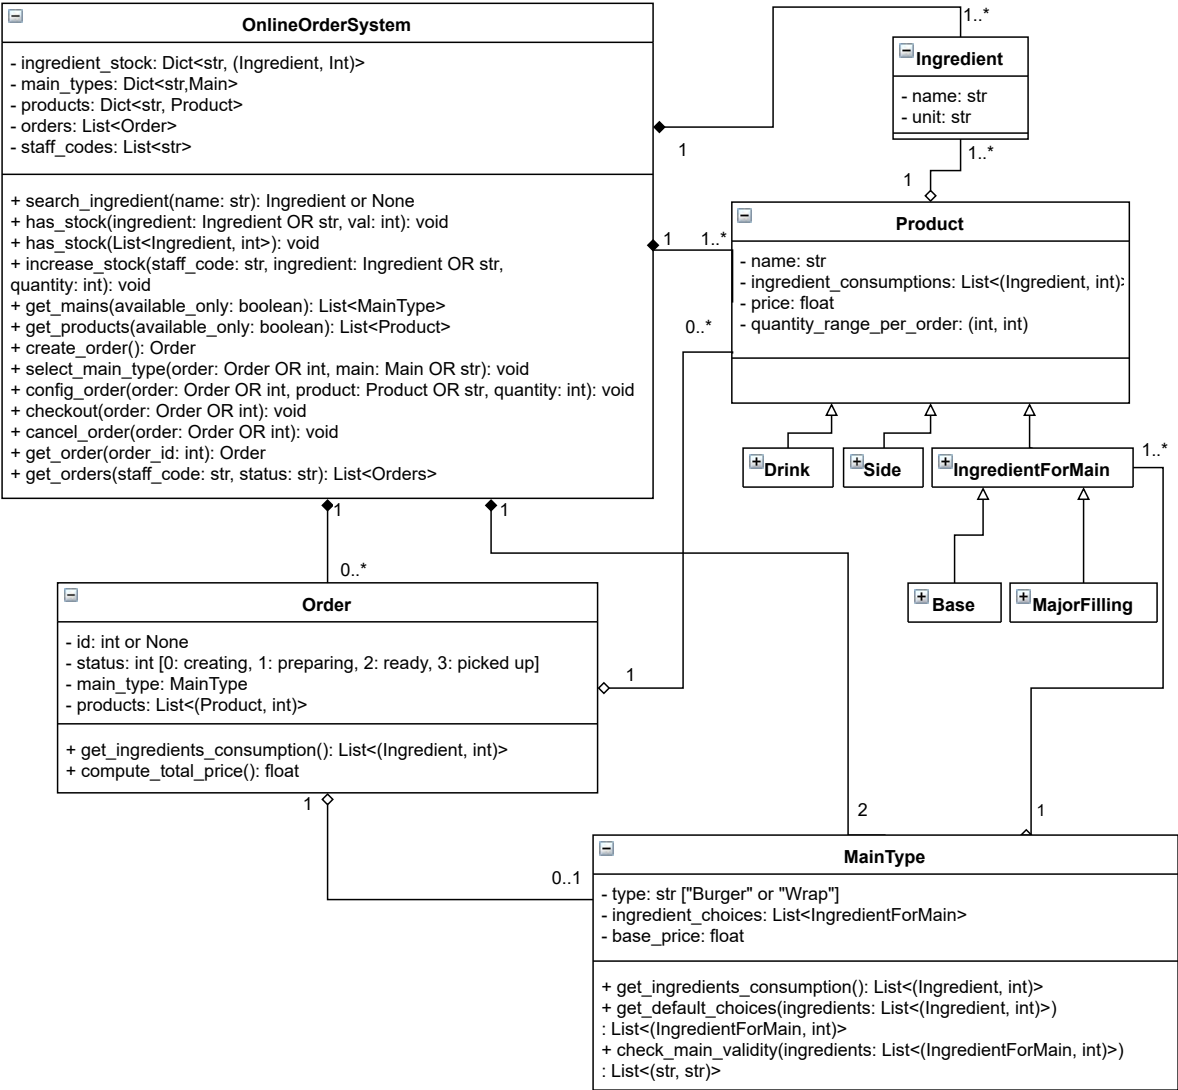 OnlineOrderSystem
- ingredient_stock: Dict<str, (Ingredient, Int)>
- main_types: Dict<str,Main>
- products: Dict<str, Product>
- orders: List<Order>
- staff_codes: List<str>
+ search_ingredient(name: str): Ingredient or None
+ has_stock(ingredient: Ingredient OR str, val: int): void
+ has_stock(List<Ingredient, int>): void
+ increase_stock(staff_code: str, ingredient: Ingredient OR str,
quantity: int): void
+ get_mains(available_only: boolean): List<MainType>
+ get_products(available_only: boolean): List<Product>
+ create_order(): Order
+ select_main_type(order: Order OR int, main: Main OR str): void
+ config_order(order: Order OR int, product: Product OR str, quantity: int): void
+ checkout(order: Order OR int): void
+ cancel_order(order: Order OR int): void
+ get_order(order_id: int): Order
+ get_orders(staff_code: str, status: str): List<Orders>
1..*
1
Ingredient
- name: str
- unit: str
1..*
1
1
1..*
Product
- name: str
- ingredient_consumptions: List<(Ingredient, int)>
- price: float
- quantity_range_per_order: (int, int)
0..*
Drink
Side
IngredientForMain
1..*
Base
MajorFilling
1
0..*
1
Order
- id: int or None
- status: int [0: creating, 1: preparing, 2: ready, 3: picked up]
- main_type: MainType
- products: List<(Product, int)>
+ get_ingredients_consumption(): List<(Ingredient, int)>
+ compute_total_price(): float
1
1
0..1
2
1
MainType
- type: str ["Burger" or "Wrap"]
- ingredient_choices: List<IngredientForMain>
- base_price: float
+ get_ingredients_consumption(): List<(Ingredient, int)>
+ get_default_choices(ingredients: List<(Ingredient, int)>)
: List<(IngredientForMain, int)>
+ check_main_validity(ingredients: List<(IngredientForMain, int)>)
: List<(str, str)>